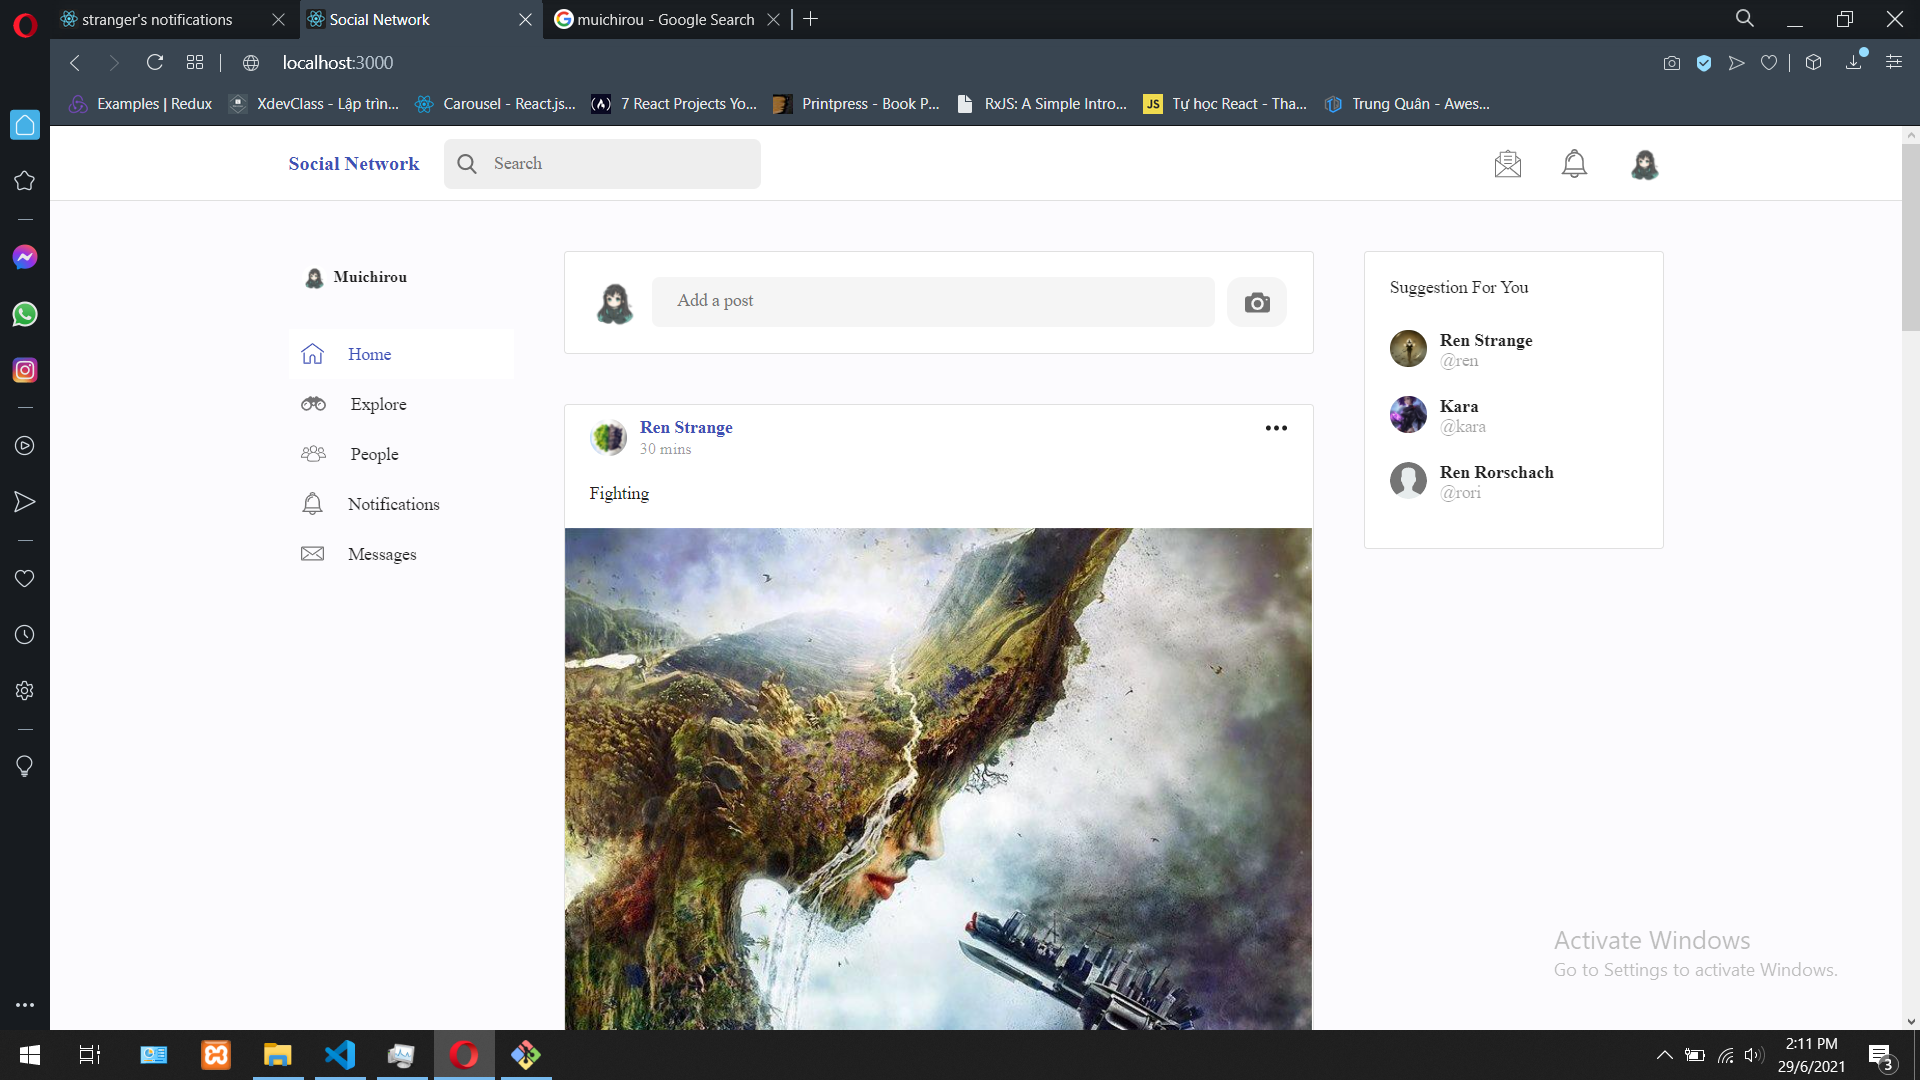 stranger's notifications
Social Network
muichirou - Google Search
localhost:3000
Examples | Redux
XdevClass - Lập trìn...
Carousel - React.js...
7 React Projects Yo...
Printpress - Book P...
RxJS: A Simple Intro...
JS
Tự học React - Tha...
Trung Quân - Awes...
Social Network
Search
Muichirou
Home
Explore
People
Notifications
Messages
Add a post
Ren Strange
30 mins
Fighting
Suggestion For You
Ren Strange
@ren
Kara
@kara
Ren Rorschach
@rori
Activate Windows
Go to Settings to activate Windows.
2:11 PM
29/6/2021
3